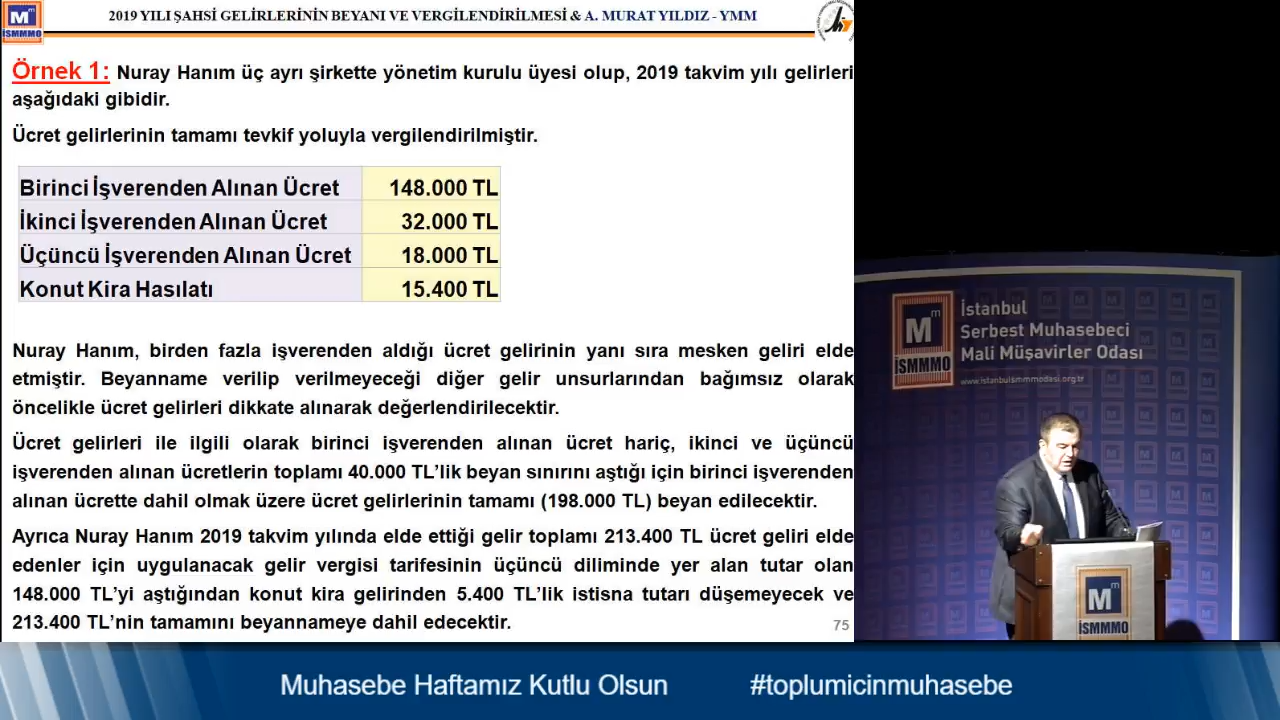 2019 YILI ŞAHSİ GELİRLERİNİN BEYANI VE VERGİLENDİRİLMESİ & A. MURAT YILDIZ - YMM
M m
İSMMMO
Örnek 1: Nuray Hanım üç ayrı şirkette yönetim kurulu üyesi olup, 2019 takvim yılı gelirleri
aşağıdaki gibidir.
Ücret gelirlerinin tamamı tevkif yoluyla vergilendirilmiştir.
Birinci İşverenden Alınan Ücret 148.000 TL
İkinci İşverenden Alınan Ücret 32.000 TL
Üçüncü İşverenden Alınan Ücret 18.000 TL
Konut Kira Hasılatı 15.400 TL
Nuray Hanım, birden fazla işverenden aldığı ücret gelirinin yanı sıra mesken geliri elde
etmiştir. Beyanname verilip verilmeyeceği diğer gelir unsurlarından bağımsız olarak
öncelikle ücret gelirleri dikkate alınarak değerlendirilecektir.
Ücret gelirleri ile ilgili olarak birinci işverenden alınan ücret hariç, ikinci ve üçüncü
işverenden alınan ücretlerin toplamı 40.000 TL’lik beyan sınırını aştığı için birinci işverenden
alınan ücrette dahil olmak üzere ücret gelirlerinin tamamı (198.000 TL) beyan edilecektir.
Ayrıca Nuray Hanım 2019 takvim yılında elde ettiği gelir toplamı 213.400 TL ücret geliri elde
edenler için uygulanacak gelir vergisi tarifesinin üçüncü diliminde yer alan tutar olan
148.000 TL’yi aştığından konut kira gelirinden 5.400 TL’lik istisna tutarı düşemeyecek ve
213.400 TL’nin tamamını beyannameye dahil edecektir.
75
M m
İSMMMO
İstanbul
Serbest Muhasebeci
Mali Müşavirler Odası
www.istanbulsmmmodasi.org.tr
M m
İSMMMO
Muhasebe Haftamız Kutlu Olsun #toplumicinmuhasebe